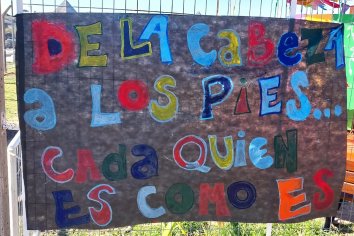 DE LA CabEZA
a LOS PiES...
CADa QUiEN
ES COMO ES